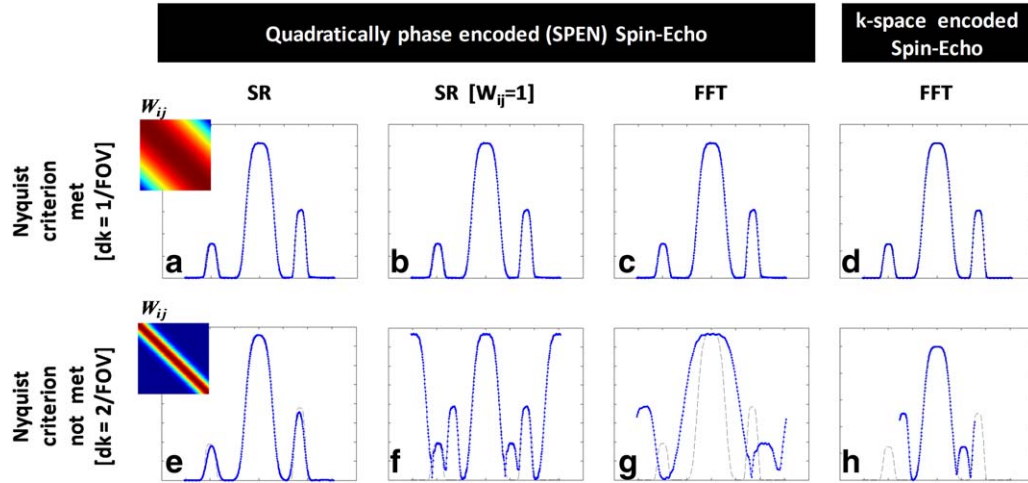 Quadratically phase encoded (SPEN) Spin-Echo
k-space encoded
Spin-Echo
SR
SR [Wij=1]
FFT
FFT
Nyquist
criterion
met
[dk = 1/FOV]
Wij
a
b
c
d
Nyquist
criterion
not met
[dk = 2/FOV]
Wij
e
f
g
h